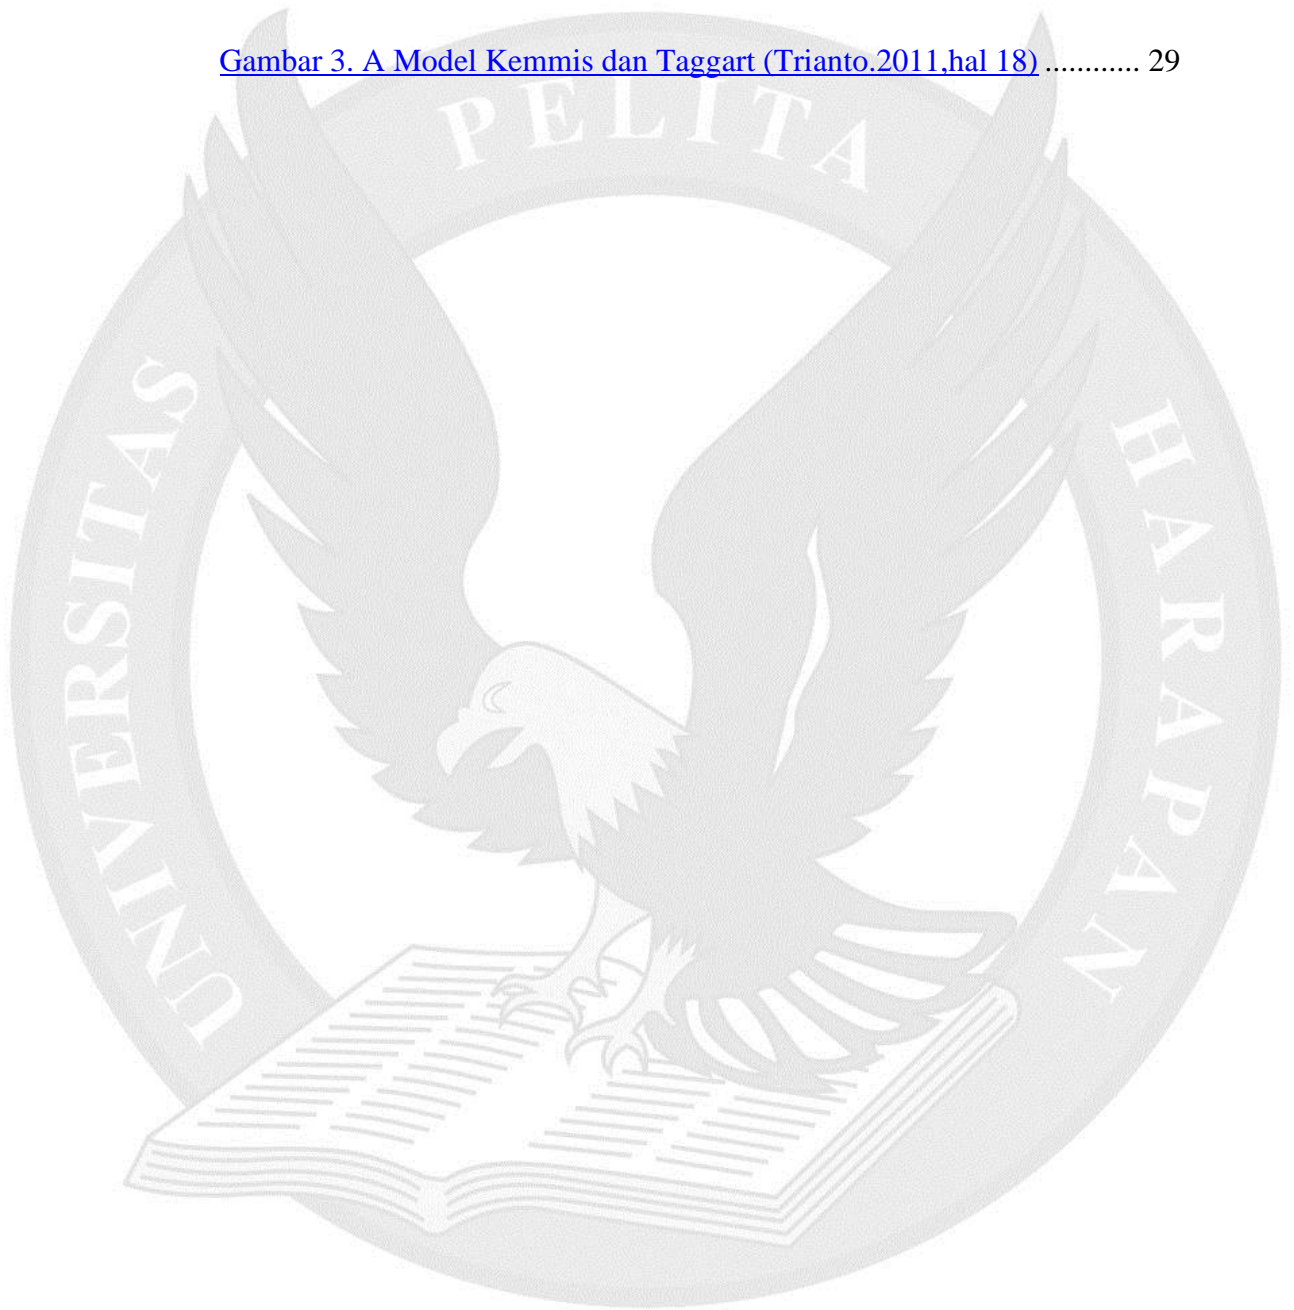 Gambar 3. A Model Kemmis dan Taggart (Trianto.2011,hal 18) ............ 29
UNIVERSITAS PELITA HARAPAN